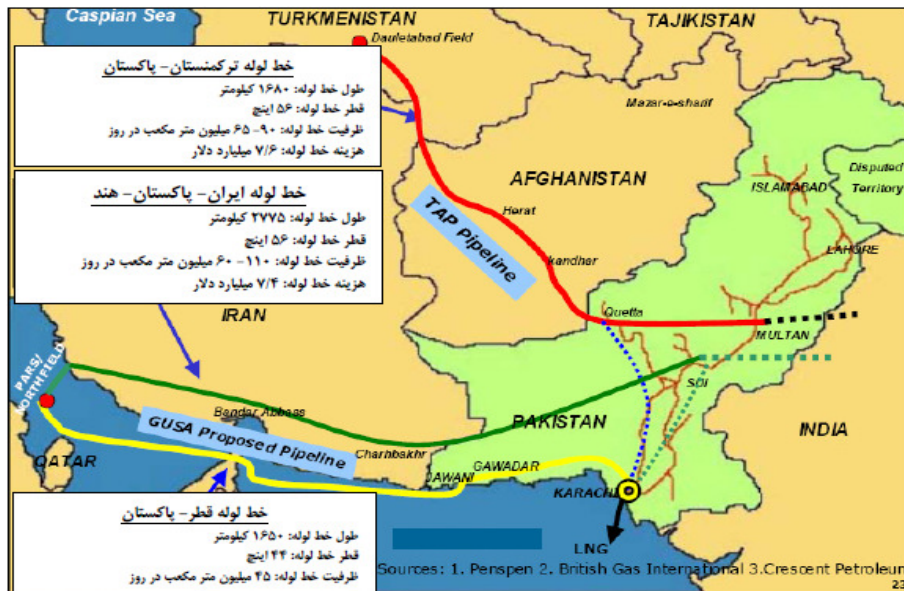 Caspian Sea
TURKMENISTAN
TAJIKISTAN
Dauletabad Field
خط لوله ترکمنستان- پاکستان
طول خط لوله: ۱۶۸۰ کیلومتر
قطر خط لوله: ۵۶ اینچ
ظرفیت خط لوله: ۹۰- ۶۵ میلیون متر مکعب در روز
هزینه خط لوله: ۷/۶ میلیارد دلار
Mazar-e-sharif
AFGHANISTAN
Disputed
Territory
ISLAMABAD
خط لوله ایران- پاکستان- هند
طول خط لوله: ۲۷۷۵ کیلومتر
قطر خط لوله: ۵۶ اینچ
ظرفیت خط لوله: ۱۱۰- ۶۰ میلیون متر مکعب در روز
هزینه خط لوله: ۷/۴ میلیارد دلار
Herat
TAP Pipeline
kandhar
LAHORE
IRAN
Quetta
MULTAN
PARS/
NORTHFIELD
SUI
Bandar Abbass
PAKISTAN
INDIA
GUSA Proposed Pipeline
Charhbakhr
QATAR
JAWANI
GAWADAR
KARACHI
خط لوله قطر- پاکستان
طول خط لوله: ۱۶۵۰ کیلومتر
قطر خط لوله: ۴۴ اینچ
ظرفیت خط لوله: ۴۵ میلیون متر مکعب در روز
LNG
Sources: 1. Penspen 2. British Gas International 3.Crescent Petroleum
23